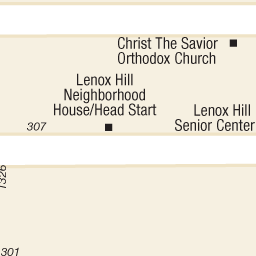 Christ The Savior
Orthodox Church
Lenox Hill
Neighborhood
House/Head Start
Lenox Hill
Senior Center
307
1326
301